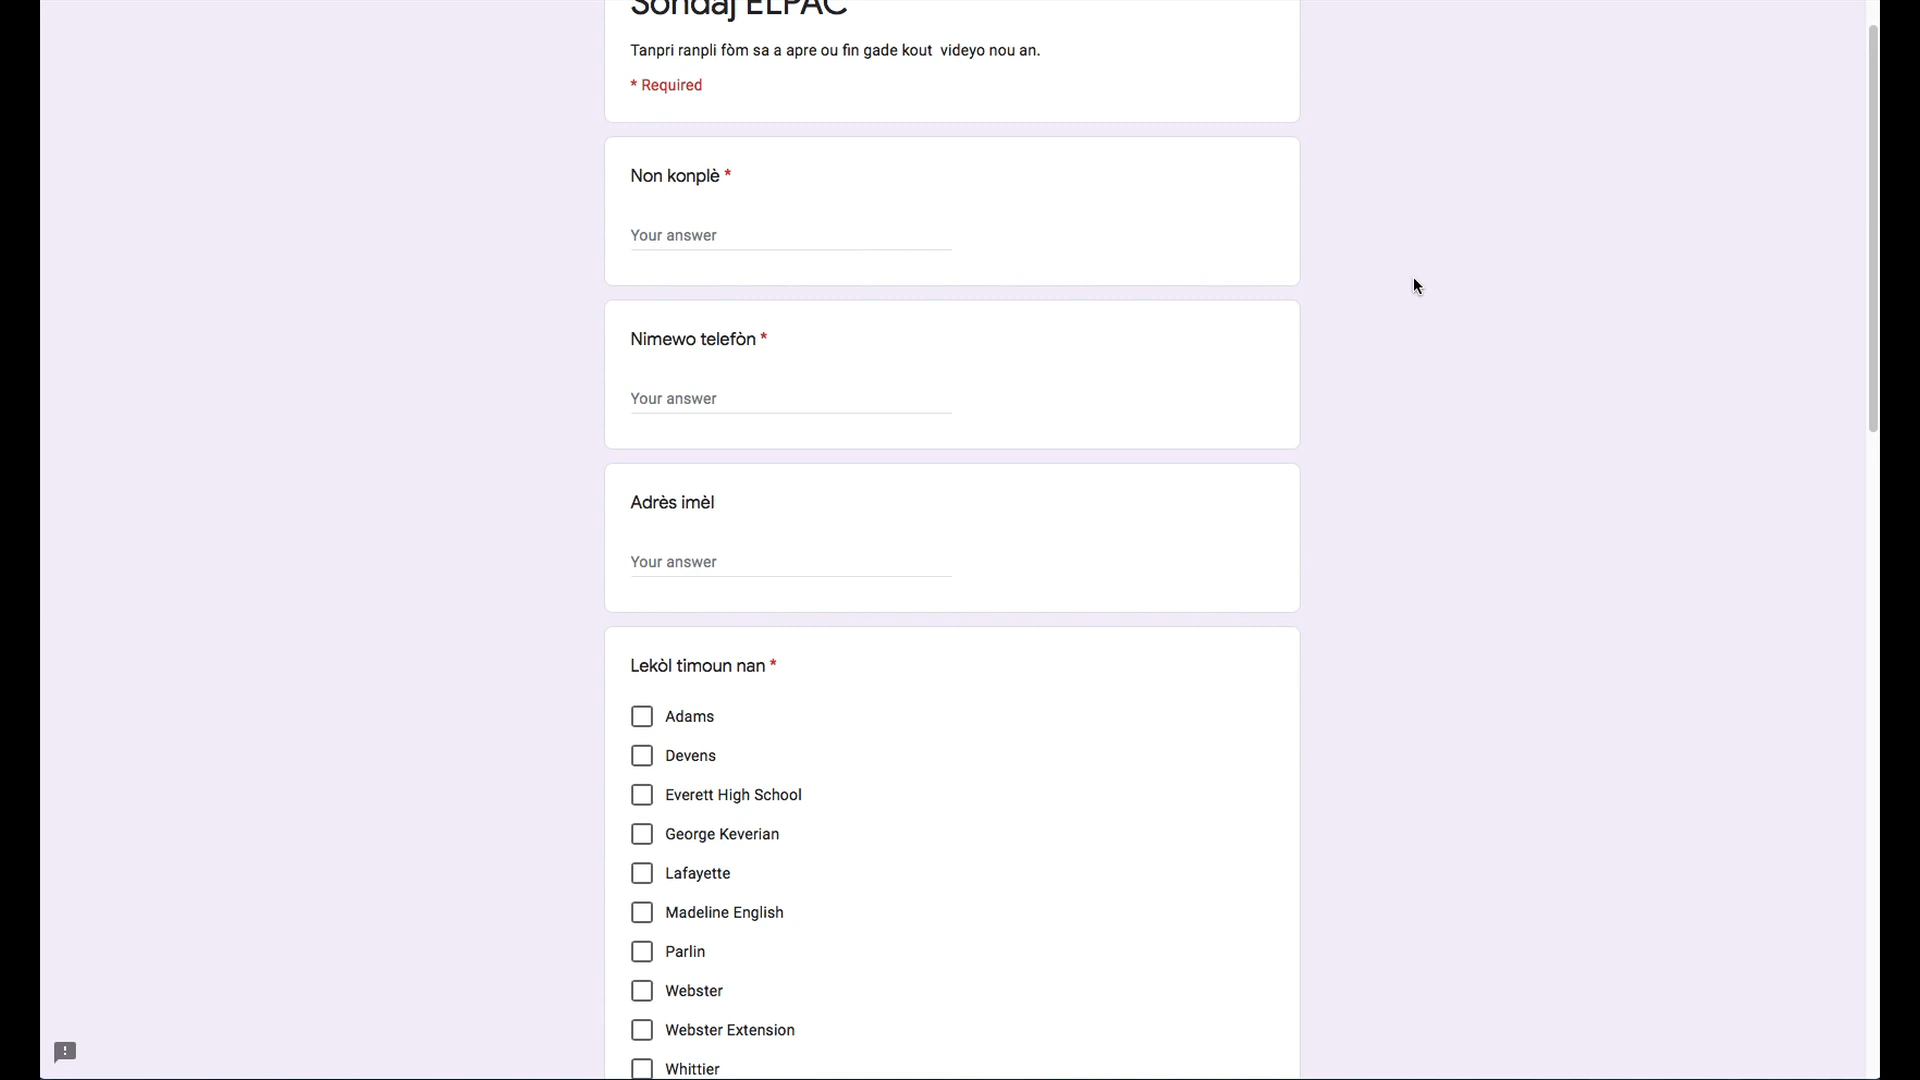 Sondaj ELPAC
Tanpri ranpli fòm sa a apre ou fin gade kout videyo nou an.
* Required
Non konplè *
Your answer
Nimewo telefòn *
Your answer
Adrès imèl
Your answer
Lekòl timoun nan *
Adams
Devens
Everett High School
George Keverian
Lafayette
Madeline English
Parlin
Webster
Webster Extension
Whittier